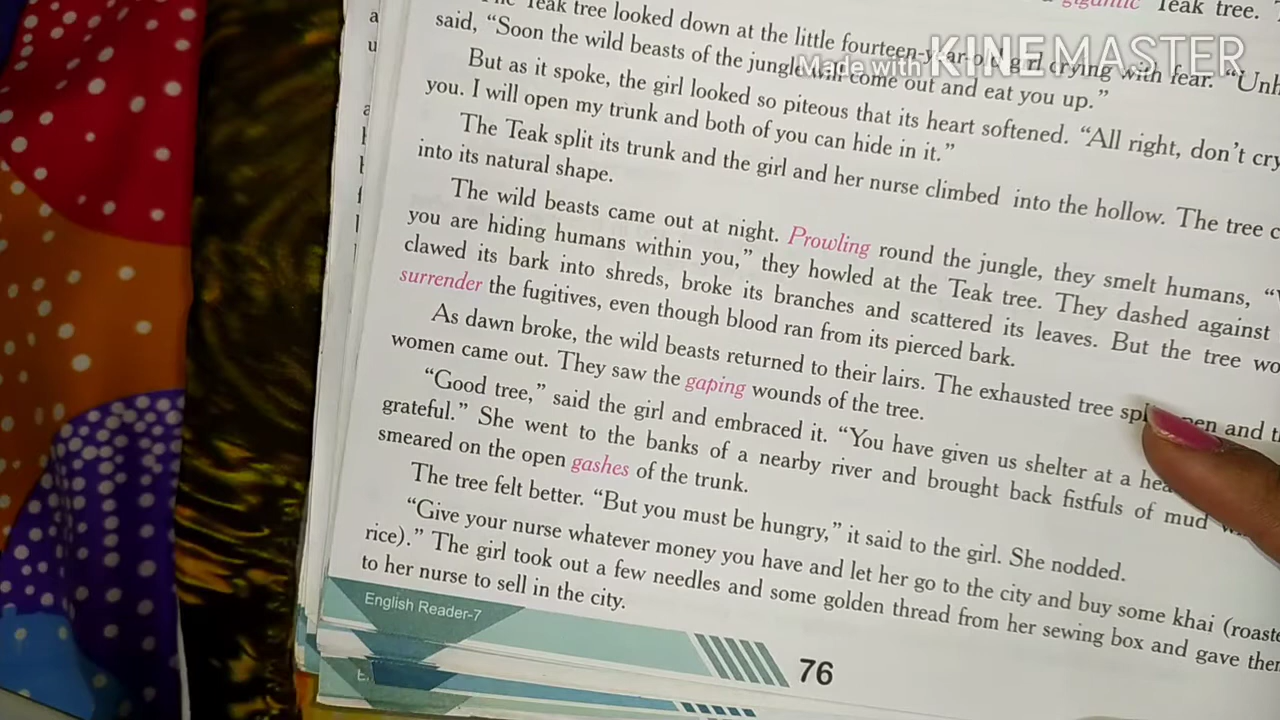 gigantic Teak tree.
Teak tree looked down at the little fourteen-year-old girl crying with fear.
said, “Soon the wild beasts of the jungle will come out and eat you up.”
But as it spoke, the girl looked so piteous that its heart softened. “All right, don’t cry
you. I will open my trunk and both of you can hide in it.”
The Teak split its trunk and the girl and her nurse climbed into the hollow. The tree
into its natural shape.
The wild beasts came out at night. Prowling round the jungle, they smelt humans,
you are hiding humans within you,” they howled at the Teak tree. They dashed against
clawed its bark into shreds, broke its branches and scattered its leaves. But the tree
surrender the fugitives, even though blood ran from its pierced bark.
As dawn broke, the wild beasts returned to their lairs. The exhausted tree and
women came out. They saw the gaping wounds of the tree.
“Good tree,” said the girl and embraced it. “You have given us shelter at a
grateful.” She went to the banks of a nearby river and brought back fistfuls of mud
smeared on the open gashes of the trunk.
The tree felt better. “But you must be hungry,” it said to the girl. She nodded.
“Give your nurse whatever money you have and let her go to the city and buy some khai
rice).” The girl took out a few needles and some golden thread from her sewing box and gave
to her nurse to sell in the city.
English Reader-7
76
Made with KINEMASTER